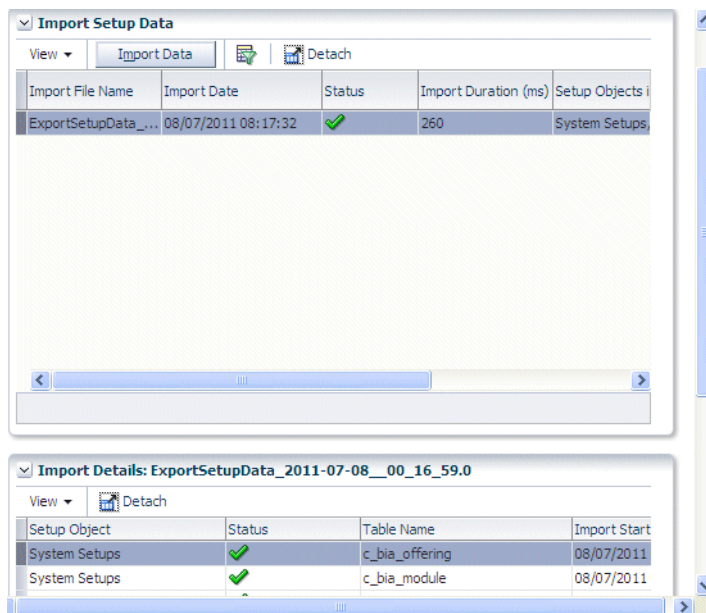 Import Setup Data
View Import Data Detach
Import File Name Import Date Status Import Duration (ms) Setup Objects i
ExportSetupData_... 08/07/2011 08:17:32 260 System Setups,
Import Details: ExportSetupData_2011-07-08__00_16_59.0
View Detach
Setup Object Status Table Name Import Start
System Setups c_bia_offering 08/07/2011
System Setups c_bia_module 08/07/2011